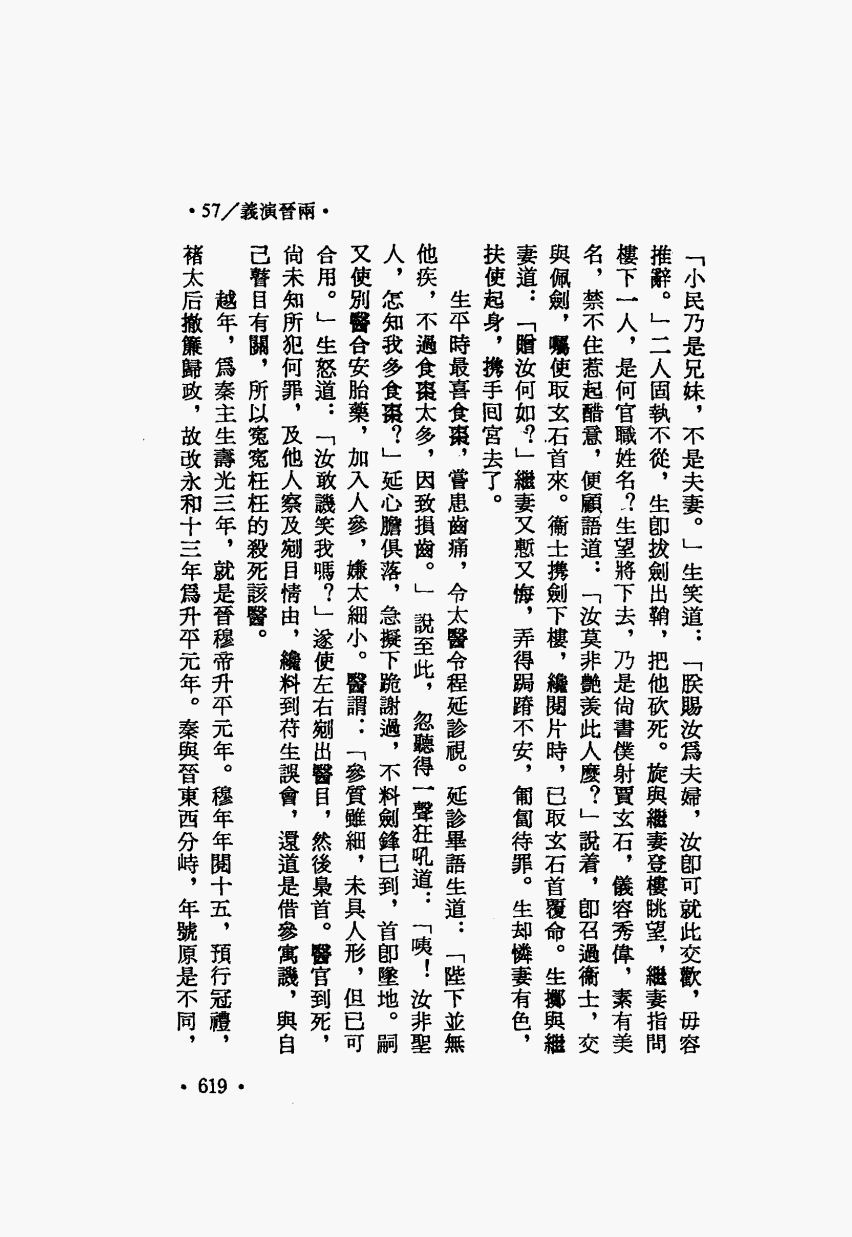 •57／義演晉兩•
「小民乃是兄妹，不是夫妻。」生笑道：「朕賜汝爲夫婦，汝卽可就此交歡，毋容
推辭。」二人固執不從，生卽拔劍出鞘，把他砍死。旋與繼妻登樓眺望，繼妻指問
樓下一人，是何官職姓名？生望將下去，乃是尙書僕射賈玄石，儀容秀偉，素有美
名，禁不住惹起醋意，便顧語道：「汝莫非艷羨此人麼？」說着，卽召過衞士，交
與佩劍，囑使取玄石首來。衞士携劍下樓，纔閱片時，已取玄石首覆命。生擲與繼
妻道：「贈汝何如？」繼妻又慙又悔，弄得跼蹐不安，匍匐待罪。生却憐妻有色，
扶使起身，携手回宮去了。
生平時最喜食棗，嘗患齒痛，令太醫令程延診視。延診畢語生道：「陛下並無
他疾，不過食棗太多，因致損齒。」說至此，忽聽得一聲狂吼道：「咦！汝非聖
人，怎知我多食棗？」延心膽俱落，急擬下跪謝過，不料劍鋒已到，首卽墜地。嗣
又使別醫合安胎藥，加入人參，嫌太細小。醫謂：「參質雖細，未具人形，但已可
合用。」生怒道：「汝敢譏笑我嗎？」遂使左右剜出醫目，然後梟首。醫官到死，
尙未知所犯何罪，及他人察及剜目情由，纔料到苻生誤會，還道是借參寓譏，與自
己瞽目有關，所以寃寃枉枉的殺死該醫。
越年，爲秦主生壽光三年，就是晉穆帝升平元年。穆年年閱十五，預行冠禮，
褚太后撤簾歸政，故改永和十三年爲升平元年。秦與晉東西分峙，年號原是不同，
•619•